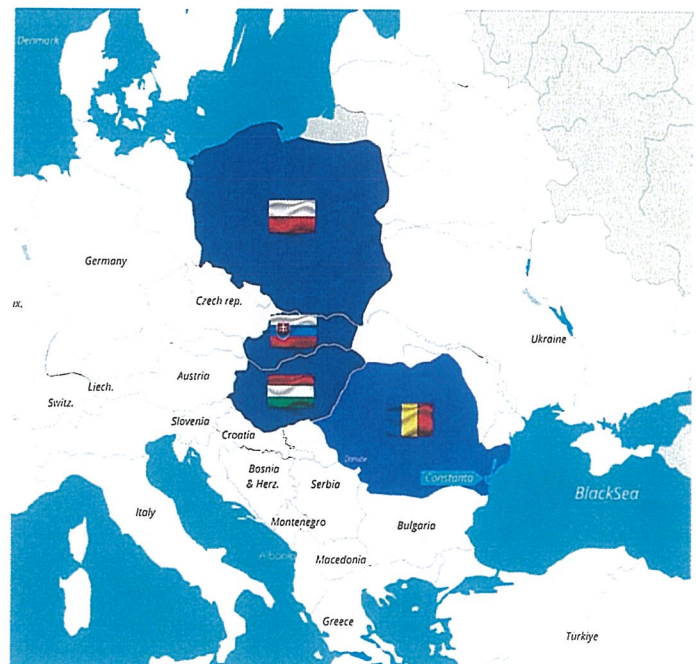 Denmark
Germany
ıx.
Czech rep.
Ukraine
Austria
Liech.
Switz.
Slovenia
Croatia
Danube
Bosnia
& Herz.
Serbia
Constanta
BlackSea
Italy
Montenegro
Bulgaria
Albania
Macedonia
Greece
Turkiye